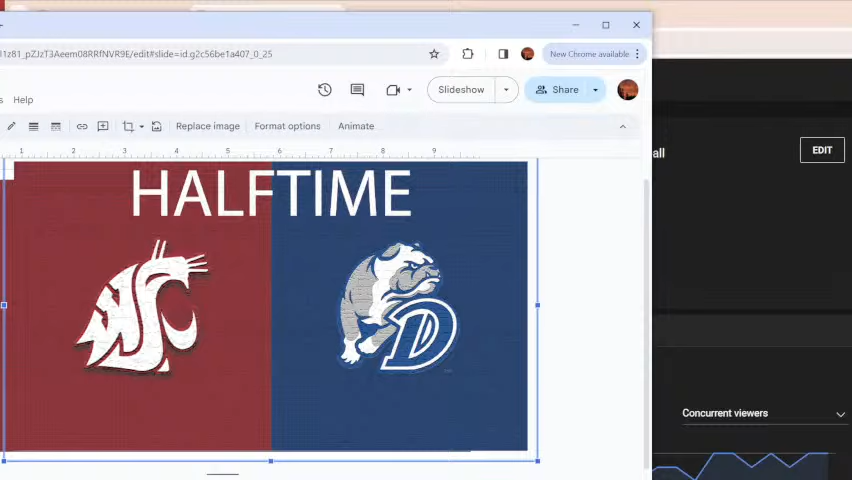 l1z81_pZJzT3Aeem08RRfNVR9E/edit#slide=id.g2c56be1a407_0_25
New Chrome available
Help
Slideshow
Share
Replace image
Format options
Animate
1 2 3 4 5 6 7 8 9
HALFTIME
WSC
D
all
EDIT
Concurrent viewers